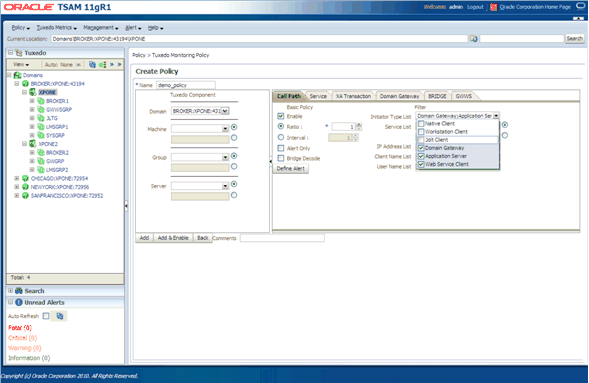 ORACLE TSAM 11gR1
Welcome: admin Logout Oracle Corporation Home Page
Policy Tuxedo Metrics Management Alert Help
Current Location: Domains\BROKER:XPONE:43194\XPONE Search
Tuxedo
View Auto: None
Domains
BROKER:XPONE:43194
XPONE
BROKER1
GWWSGRP
JLTG
LMSGRP1
SYSGRP
XPONE2
BROKER2
GWGRP
LMSGRP2
CHICAGO:XPONE:72954
NEWYORK:XPONE:72956
SANFRANCISCO:XPONE:72952
Total: 4
Search
Unread Alerts
Auto Refresh
Fatal (0)
Critical (0)
Warning (0)
Information (0)
Policy > Tuxedo Monitoring Policy
Create Policy
* Name demo_policy
Tuxedo Component
Domain BROKER:XPONE:431
Machine
Group
Server
Add Add & Enable Back Comments
Call Path Service XA Transaction Domain Gateway BRIDGE GWWS
Basic Policy
Enable
Ratio : * 1
Interval : 1
Alert Only
Bridge Decode
Define Alert
Filter
Initiator Type List Domain Gateway;Application Ser
Service List
IP Address List
Client Name List
User Name List
Native Client
Workstation Client
Jolt Client
Domain Gateway
Application Server
Web Service Client
Copyright (c) Oracle Corporation 2010. All Rights Reserved.